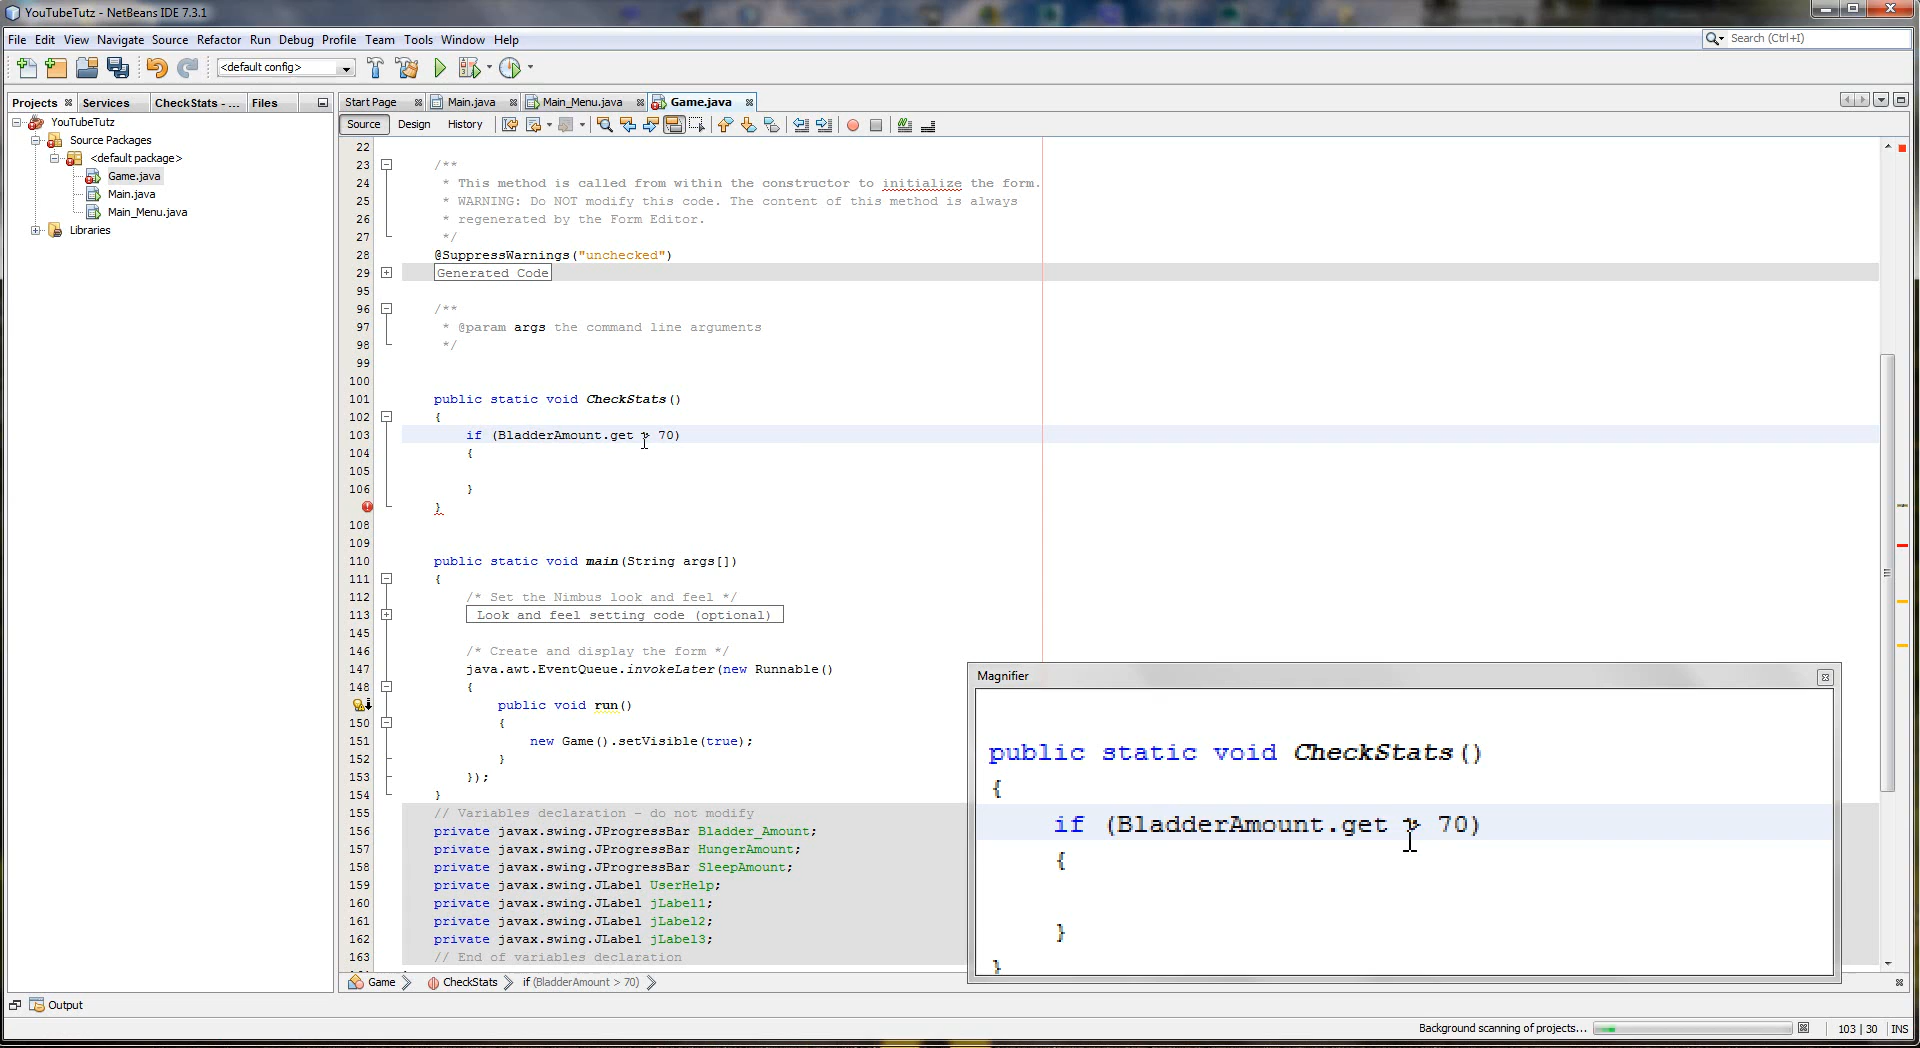 YouTubeTutz - NetBeans IDE 7.3.1
File Edit View Navigate Source Refactor Run Debug Profile Team Tools Window Help
Search (Ctrl+I)
<default config>
Projects Services CheckStats - ... Files
Start Page Main.java Main_Menu.java Game.java
Source Design History
YouTubeTutz
Source Packages
<default package>
Game.java
Main.java
Main_Menu.java
Libraries
22
23 /**
24 * This method is called from within the constructor to initialize the form.
25 * WARNING: Do NOT modify this code. The content of this method is always
26 * regenerated by the Form Editor.
27 */
28 @SuppressWarnings("unchecked")
29 Generated Code
95
96 /**
97 * @param args the command line arguments
98 */
99
100
101 public static void CheckStats()
102 {
103 if (BladderAmount.get > 70)
104 {
105
106 }
}
108
109
110 public static void main(String args[])
111 {
112 /* Set the Nimbus look and feel */
113 Look and feel setting code (optional)
145
146 /* Create and display the form */
147 java.awt.EventQueue.invokeLater(new Runnable()
148 {
public void run()
150 {
151 new Game().setVisible(true);
152 }
153 });
154 }
155 // Variables declaration - do not modify
156 private javax.swing.JProgressBar Bladder_Amount;
157 private javax.swing.JProgressBar HungerAmount;
158 private javax.swing.JProgressBar SleepAmount;
159 private javax.swing.JLabel UserHelp;
160 private javax.swing.JLabel jLabel1;
161 private javax.swing.JLabel jLabel2;
162 private javax.swing.JLabel jLabel3;
163 // End of variables declaration
Magnifier
public static void CheckStats()
{
if (BladderAmount.get > 70)
{
}
}
Game CheckStats if (BladderAmount > 70)
Output
Background scanning of projects... 103 | 30 INS